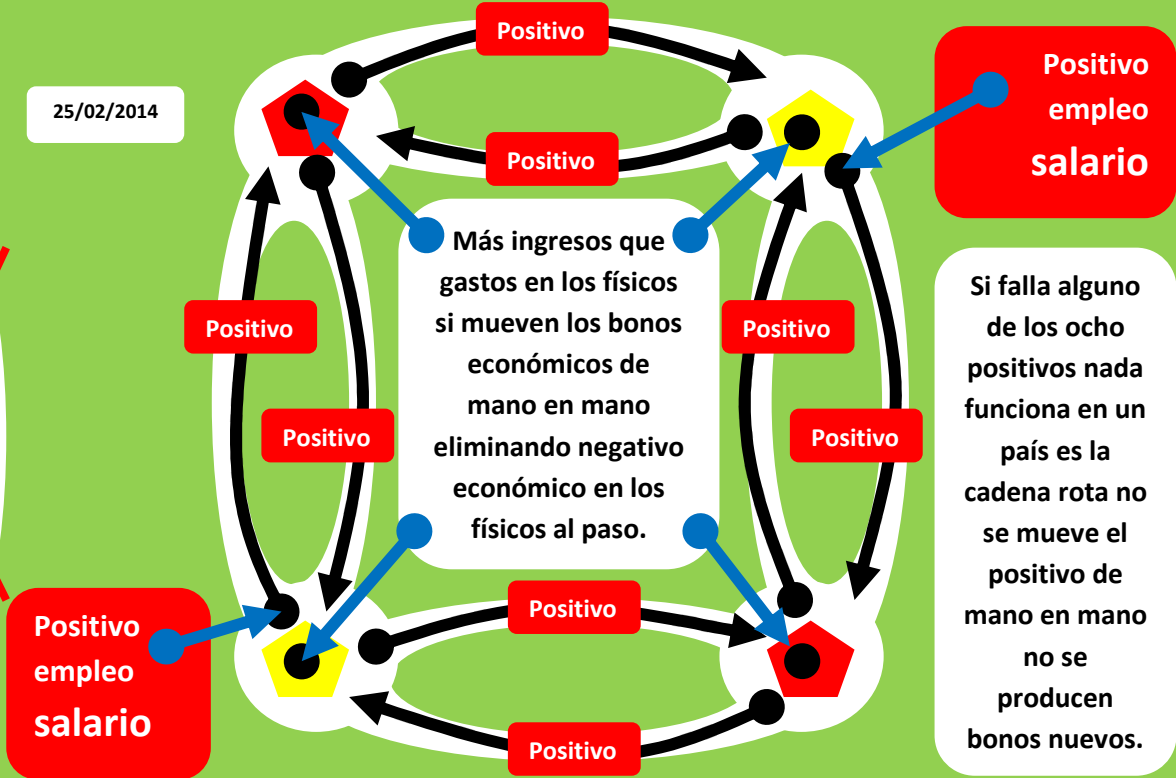 Positivo
25/02/2014
Positivo
empleo
salario
Positivo
Más ingresos que
gastos en los físicos
si mueven los bonos
económicos de
mano en mano
eliminando negativo
económico en los
físicos al paso.
Positivo
Positivo
Positivo
Positivo
Si falla alguno
de los ocho
positivos nada
funciona en un
país es la
cadena rota no
se mueve el
positivo de
mano en mano
no se
producen
bonos nuevos.
Positivo
empleo
salario
Positivo
Positivo